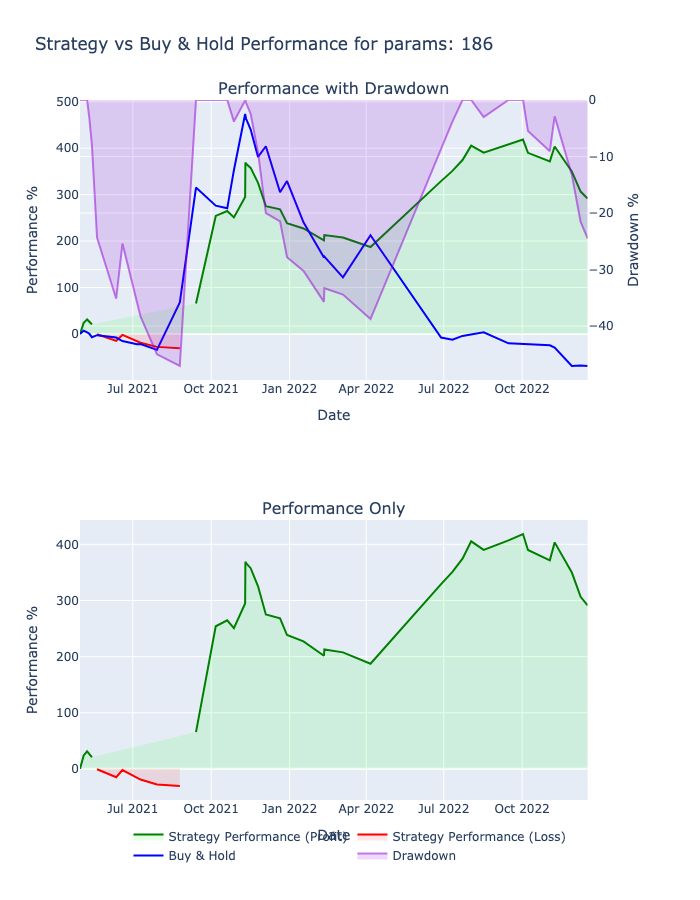 Strategy vs Buy & Hold Performance for params: 186
Performance with Drawdown
500
400
300
200
100
0
0
−10
−20
−30
−40
Performance %
Drawdown %
Jul 2021 Oct 2021 Jan 2022 Apr 2022 Jul 2022 Oct 2022
Date
Performance Only
400
300
200
100
0
Performance %
Jul 2021 Oct 2021 Jan 2022 Apr 2022 Jul 2022 Oct 2022
Date
Strategy Performance (Profit) Strategy Performance (Loss)
Buy & Hold Drawdown